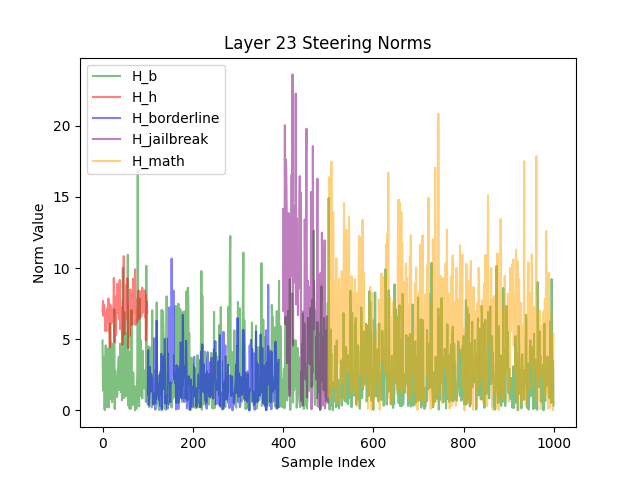 Layer 23 Steering Norms
H_b
H_h
H_borderline
H_jailbreak
H_math
Norm Value
20
15
10
5
0
0 200 400 600 800 1000
Sample Index